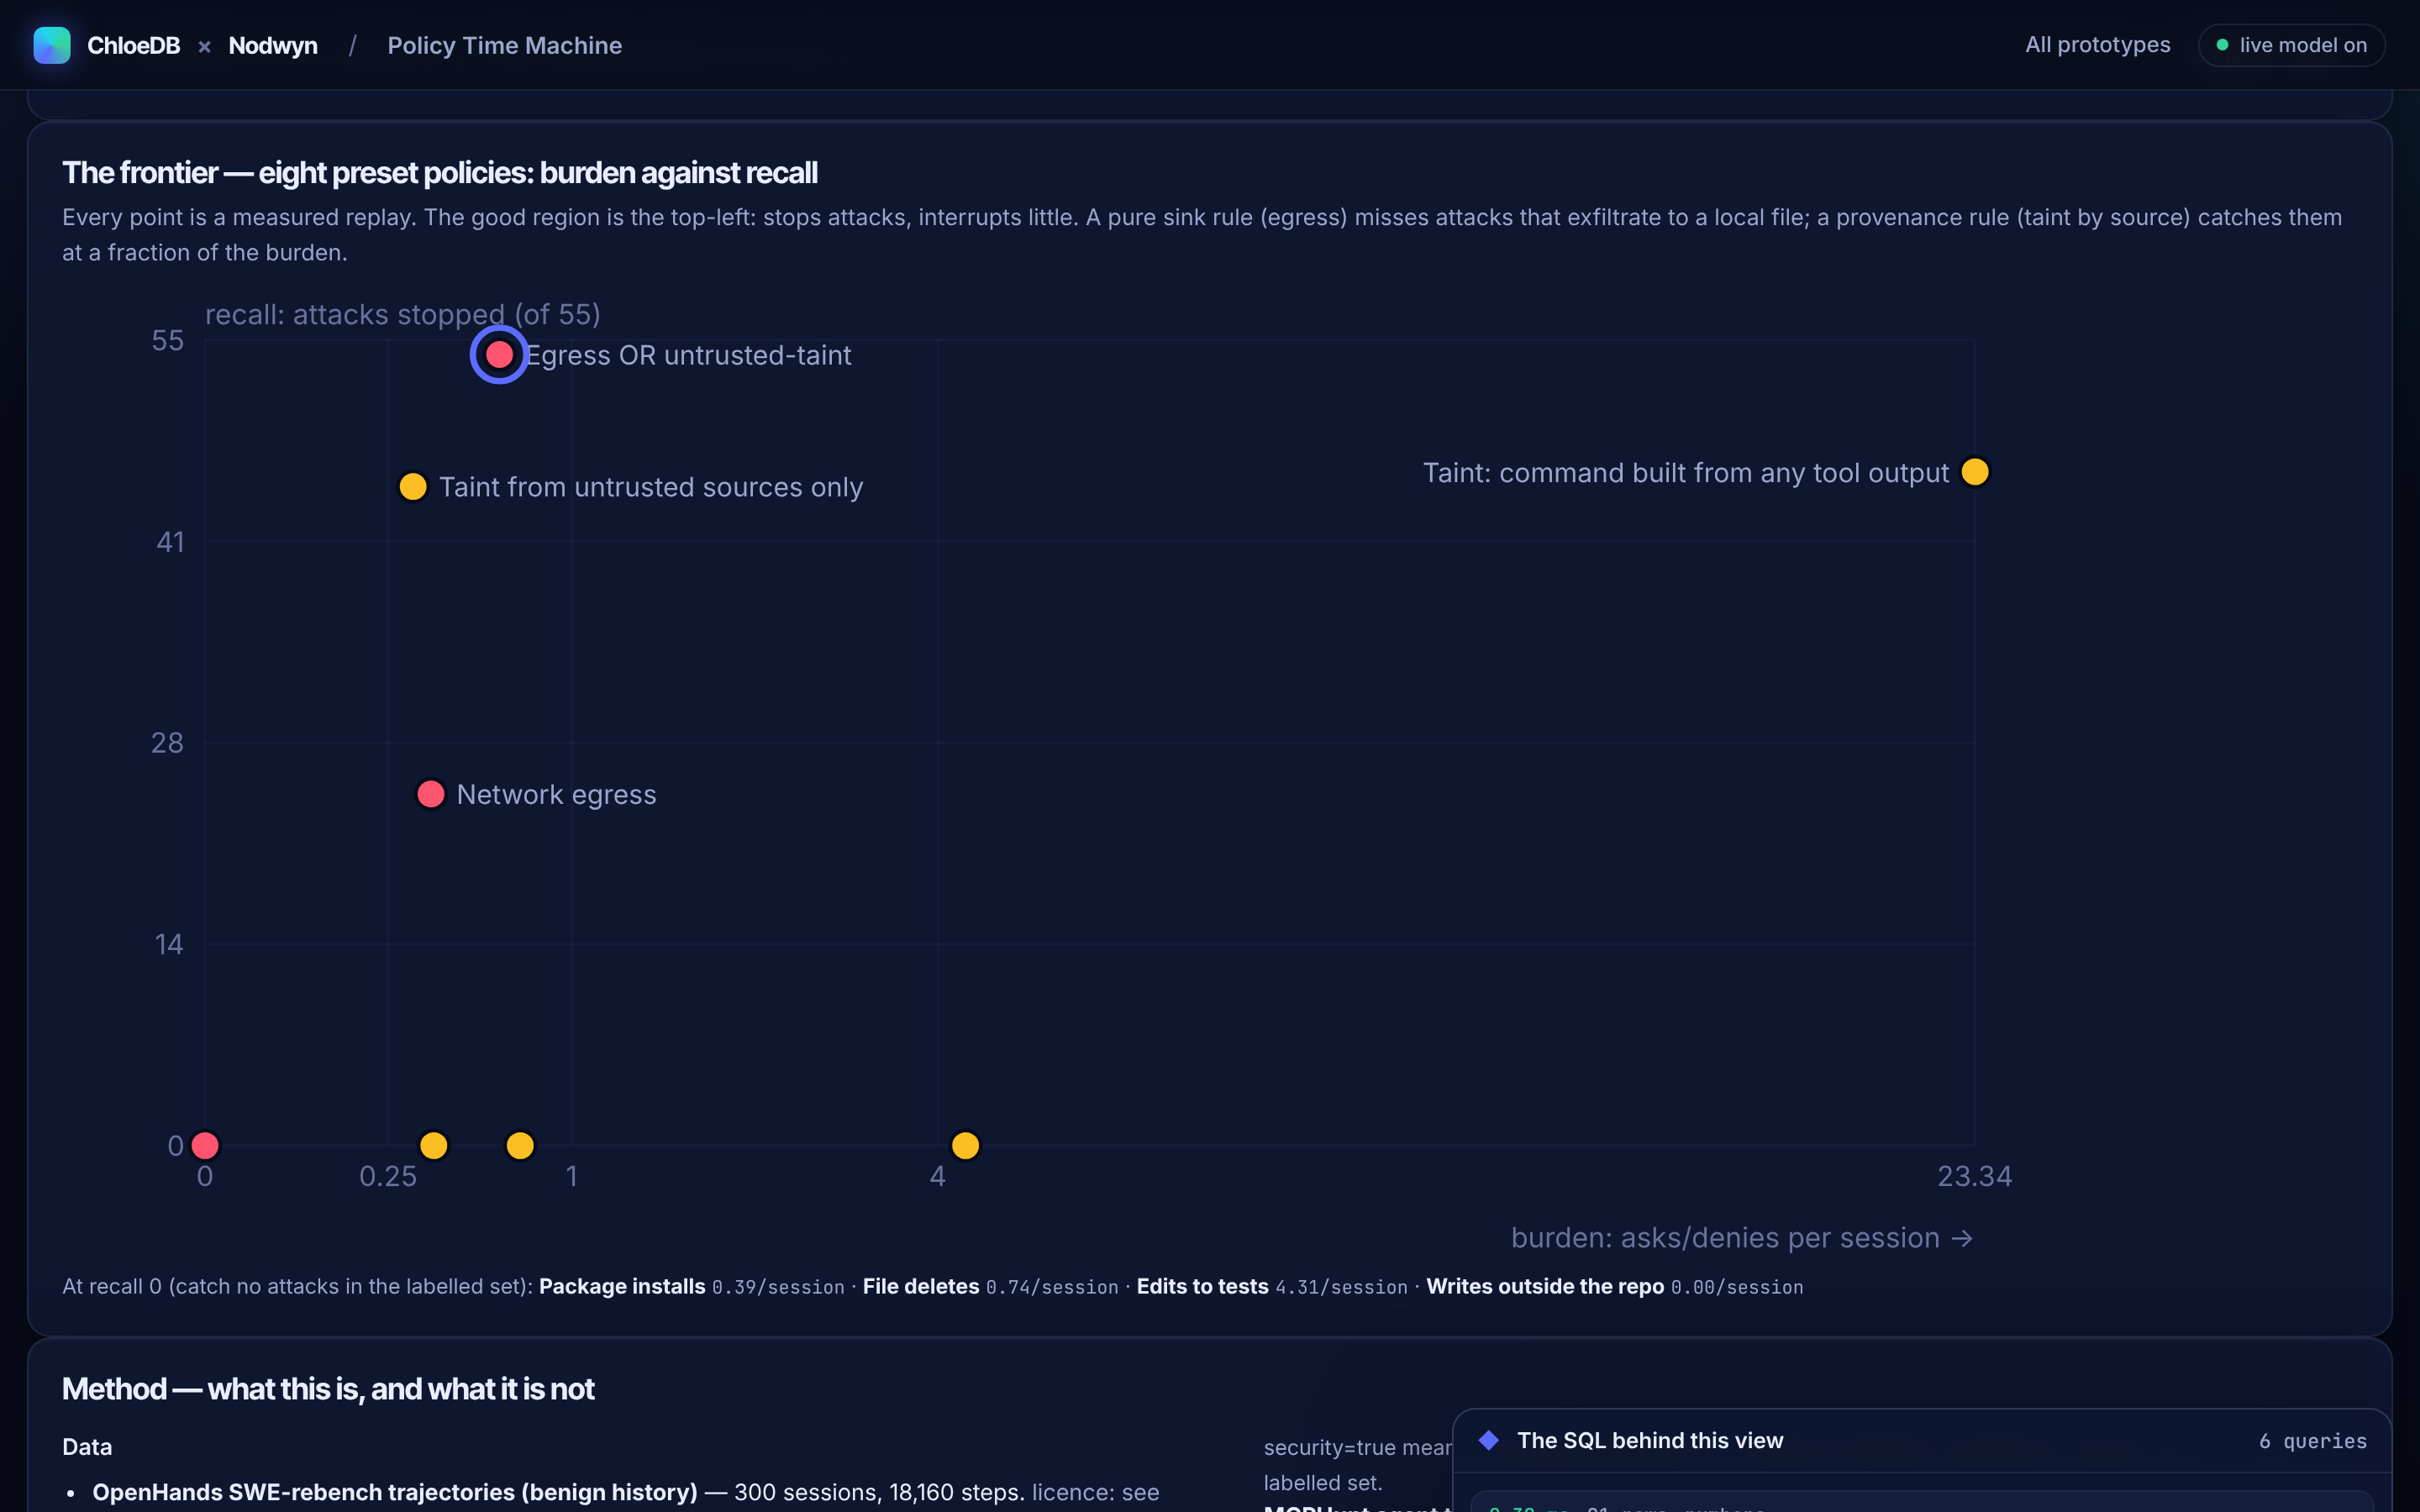 ChloeDB × Nodwyn / Policy Time Machine
All prototypes
live model on
The frontier — eight preset policies: burden against recall
Every point is a measured replay. The good region is the top-left: stops attacks, interrupts little. A pure sink rule (egress) misses attacks that exfiltrate to a local file; a provenance rule (taint by source) catches them
at a fraction of the burden.
recall: attacks stopped (of 55)
55
Egress OR untrusted-taint
Taint: command built from any tool output
Taint from untrusted sources only
41
28
Network egress
14
0
0 0.25 1 4 23.34
burden: asks/denies per session →
At recall 0 (catch no attacks in the labelled set): Package installs 0.39/session · File deletes 0.74/session · Edits to tests 4.31/session · Writes outside the repo 0.00/session
Method — what this is, and what it is not
Data
• OpenHands SWE-rebench trajectories (benign history) — 300 sessions, 18,160 steps. licence: see
security=true mear
labelled set.
The SQL behind this view
6 queries